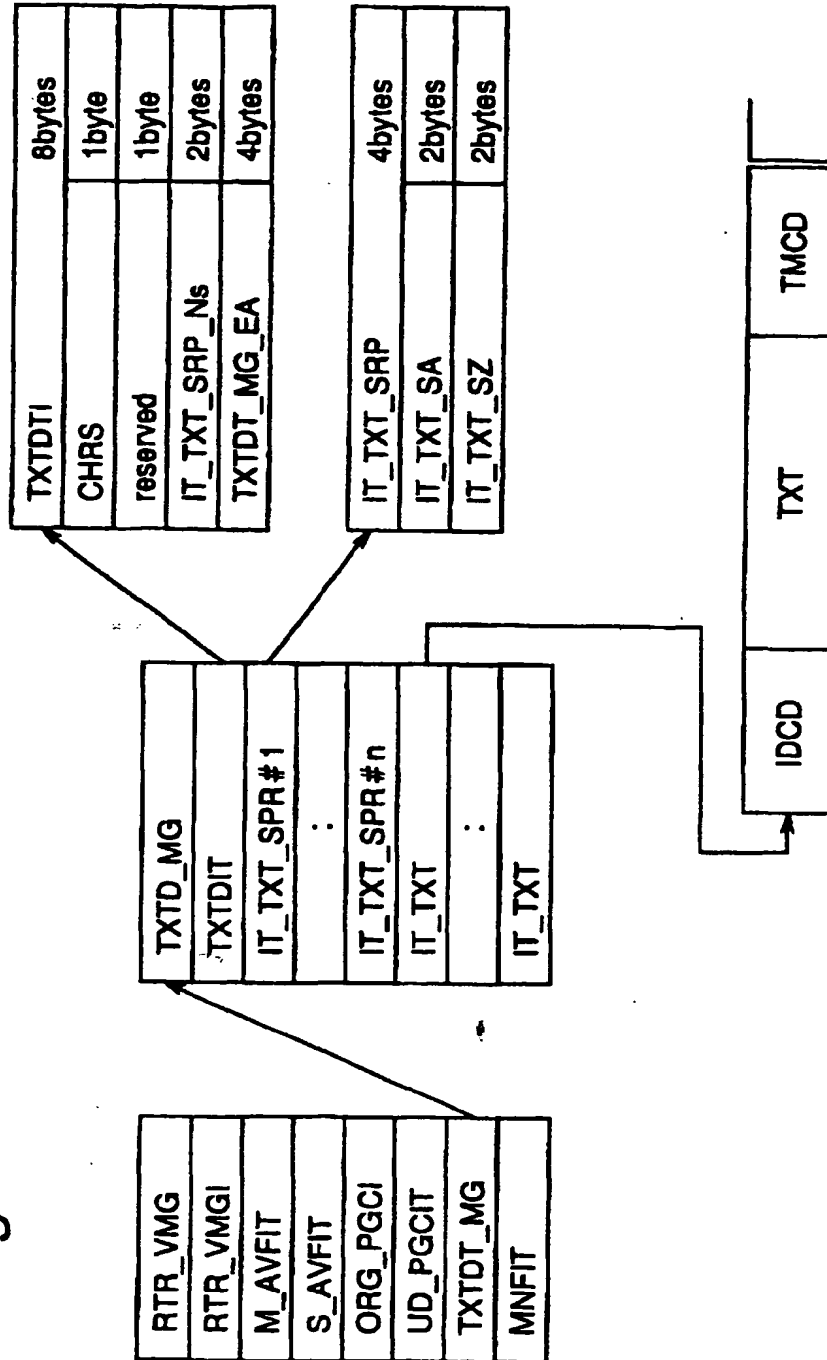 RTR_VMG
RTR_VMGI
M_AVFIT
S_AVFIT
ORG_PGCI
UD_PGCIT
TXTDT_MG
MNFIT
TXTD_MG
TXTDIT
IT_TXT_SPR#1
:
IT_TXT_SPR#n
IT_TXT
:
IT_TXT
TXTDTI 8bytes
CHRS 1byte
reserved 1byte
IT_TXT_SRP_Ns 2bytes
TXTDT_MG_EA 4bytes
IT_TXT_SRP 4bytes
IT_TXT_SA 2bytes
IT_TXT_SZ 2bytes
IDCD TXT TMCD